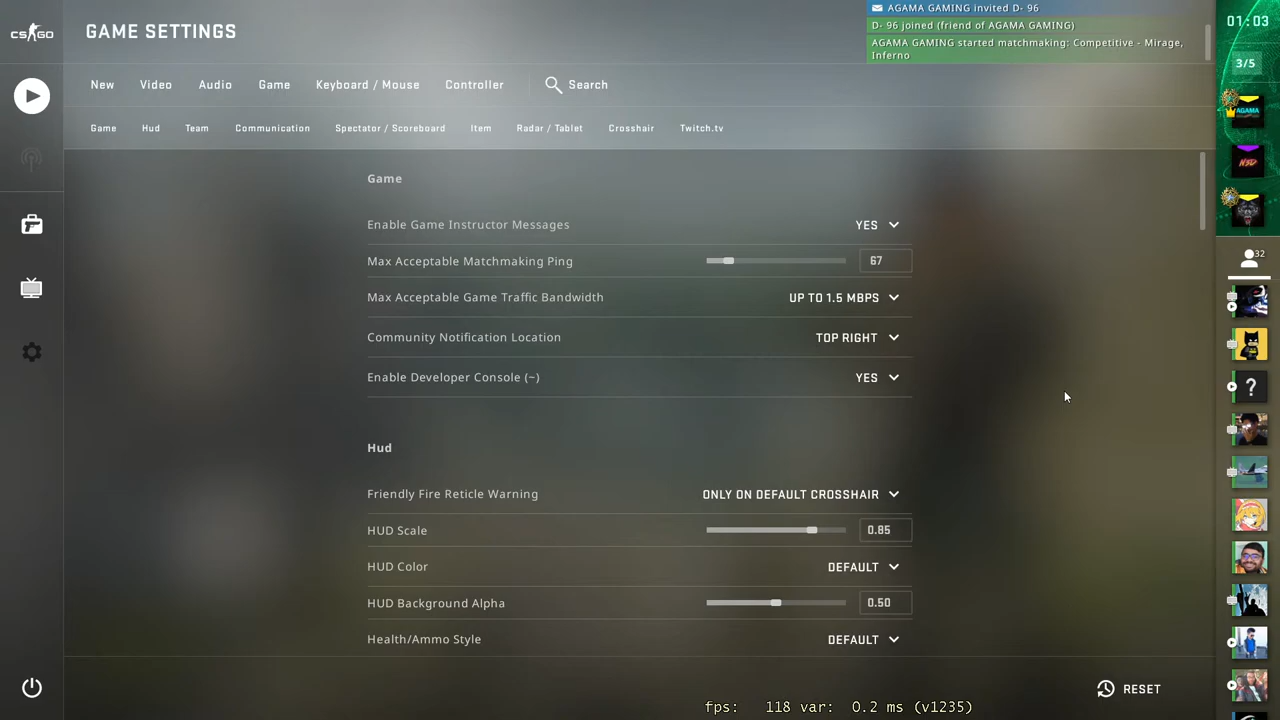 CS:GO
GAME SETTINGS
AGAMA GAMING invited D- 96
D- 96 joined (friend of AGAMA GAMING)
AGAMA GAMING started matchmaking: Competitive - Mirage,
Inferno
01:03
3/5
New Video Audio Game Keyboard / Mouse Controller Search
Game Hud Team Communication Spectator / Scoreboard Item Radar / Tablet Crosshair Twitch.tv
AGAMA
Game
Enable Game Instructor Messages YES
Max Acceptable Matchmaking Ping 67
Max Acceptable Game Traffic Bandwidth UP TO 1.5 MBPS
Community Notification Location TOP RIGHT
Enable Developer Console (~) YES
32
?
Hud
Friendly Fire Reticle Warning ONLY ON DEFAULT CROSSHAIR
HUD Scale 0.85
HUD Color DEFAULT
HUD Background Alpha 0.50
Health/Ammo Style DEFAULT
RESET
fps: 118 var: 0.2 ms (v1235)